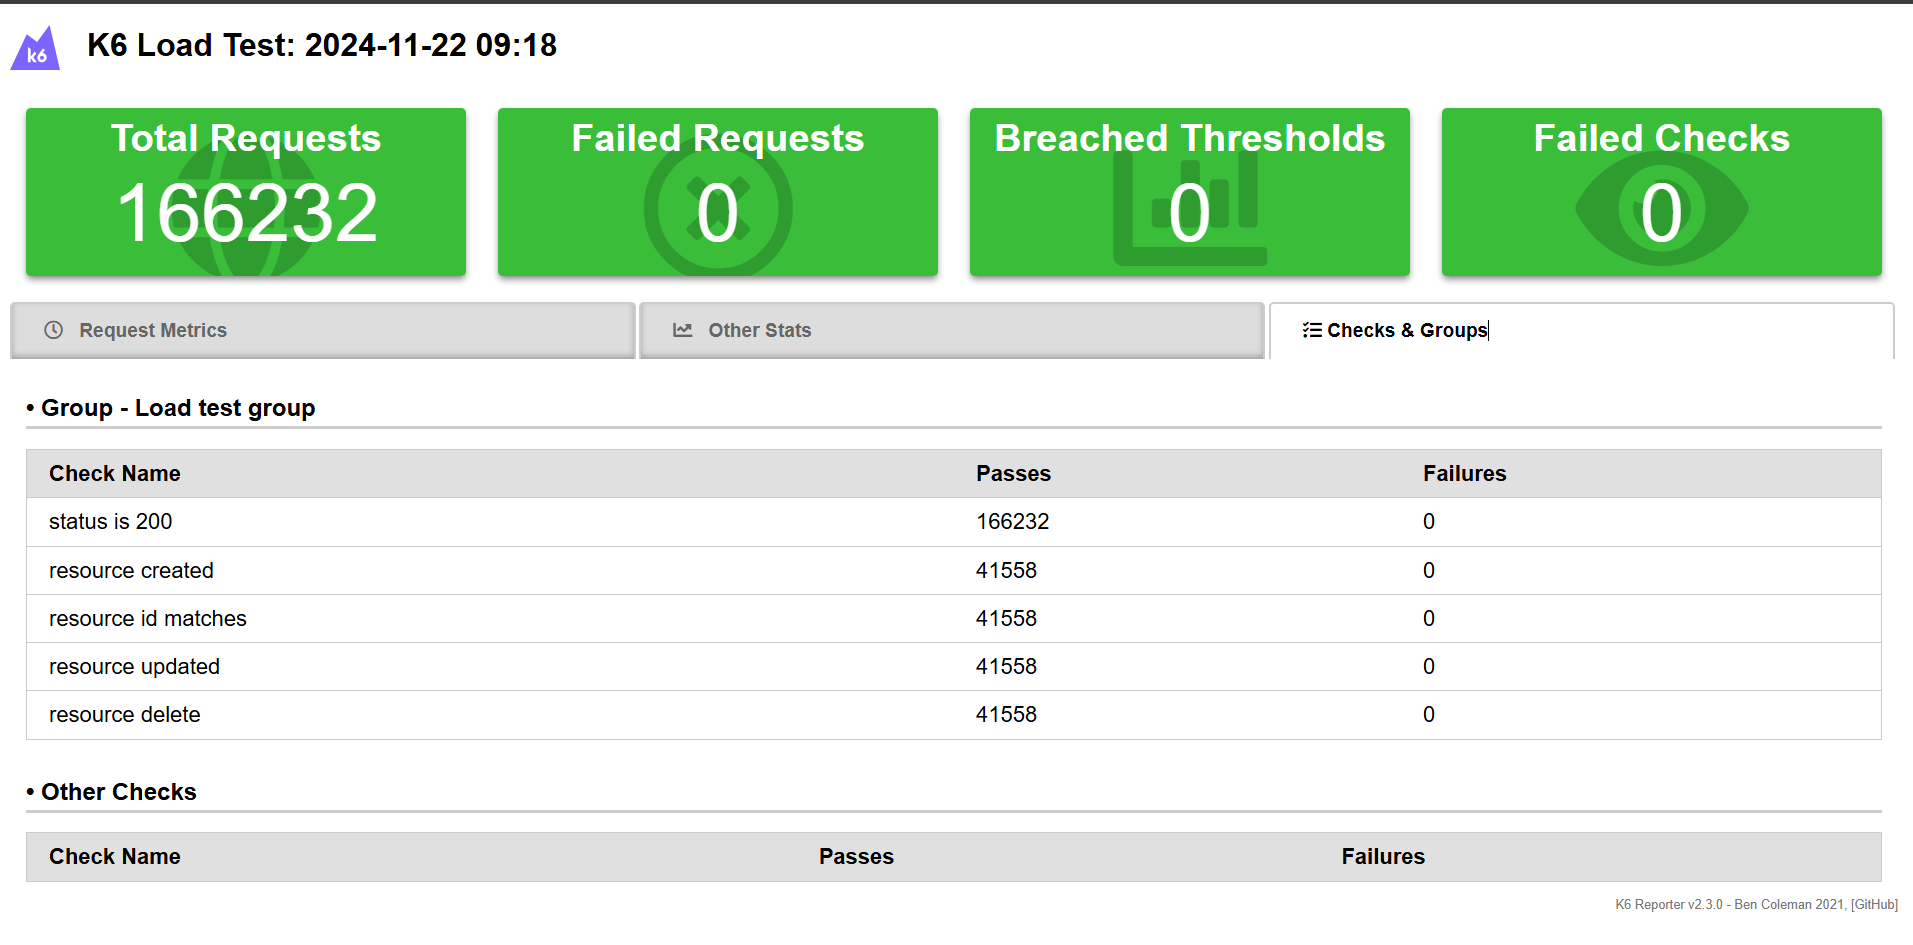 k6 K6 Load Test: 2024-11-22 09:18
Total Requests Failed Requests Breached Thresholds Failed Checks
166232 0 0 0
Request Metrics Other Stats Checks & Groups
• Group - Load test group
Check Name Passes Failures
status is 200 166232 0
resource created 41558 0
resource id matches 41558 0
resource updated 41558 0
resource delete 41558 0
• Other Checks
Check Name Passes Failures
K6 Reporter v2.3.0 - Ben Coleman 2021, [GitHub]